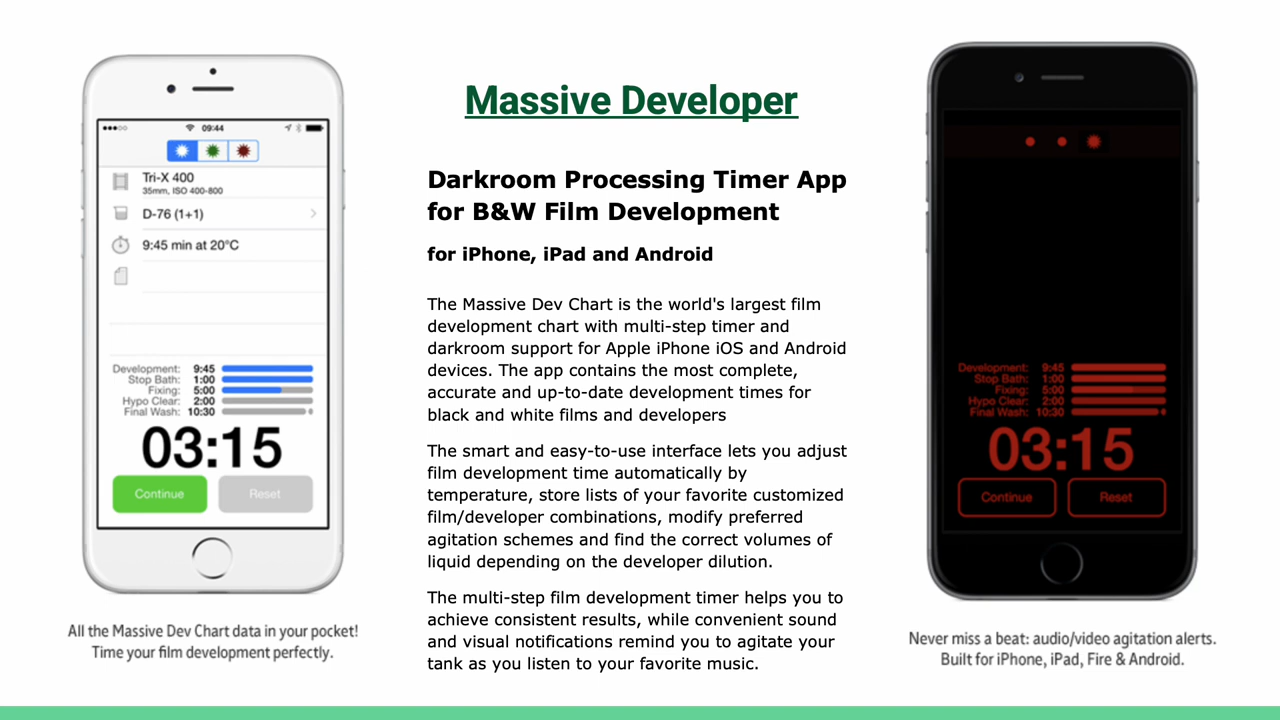 09:44
Tri-X 400
35mm, ISO 400-800
D-76 (1+1)
9:45 min at 20°C
Development: 9:45
Stop Bath: 1:00
Fixing: 5:00
Hypo Clear: 2:00
Final Wash: 10:30
03:15
Continue Reset
All the Massive Dev Chart data in your pocket!
Time your film development perfectly.
Massive Developer
Darkroom Processing Timer App
for B&W Film Development
for iPhone, iPad and Android
The Massive Dev Chart is the world's largest film
development chart with multi-step timer and
darkroom support for Apple iPhone iOS and Android
devices. The app contains the most complete,
accurate and up-to-date development times for
black and white films and developers
The smart and easy-to-use interface lets you adjust
film development time automatically by
temperature, store lists of your favorite customized
film/developer combinations, modify preferred
agitation schemes and find the correct volumes of
liquid depending on the developer dilution.
The multi-step film development timer helps you to
achieve consistent results, while convenient sound
and visual notifications remind you to agitate your
tank as you listen to your favorite music.
Development: 9:45
Stop Bath: 1:00
Fixing: 5:00
Hypo Clear: 2:00
Final Wash: 10:30
03:15
Continue Reset
Never miss a beat: audio/video agitation alerts.
Built for iPhone, iPad, Fire & Android.